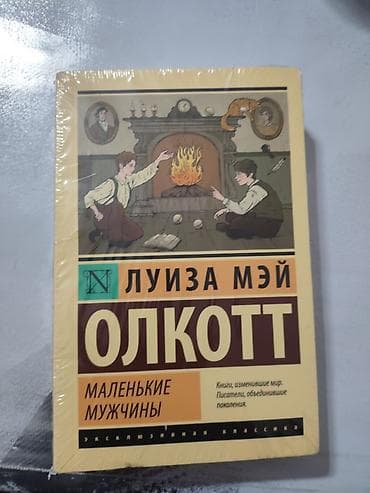 N ЛУИЗА МЭЙ
ОЛКОТТ
МАЛЕНЬКИЕ
МУЖЧИНЫ
Книги, изменившие мир.
Писатели, объединившие
поколения.
эксклюзивная классика